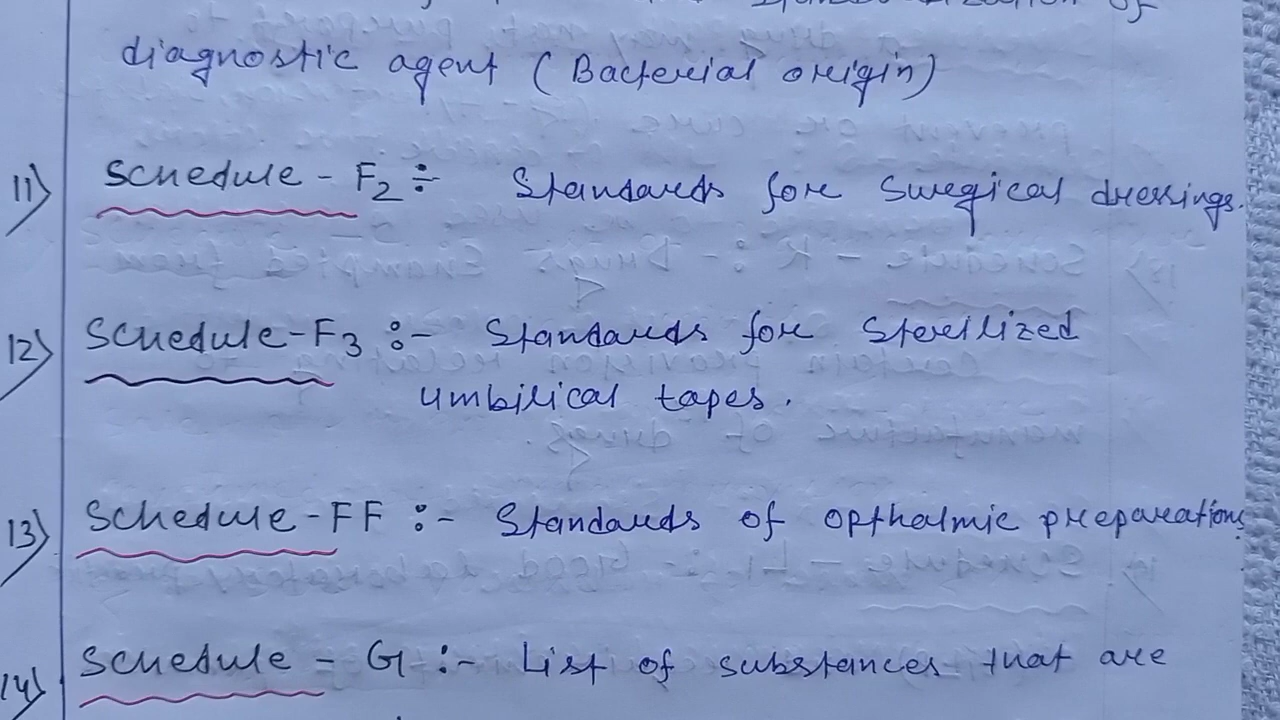 of
diagnostic agent (Bacterial origin)
11) Schedule - F2 ÷ Standards for Surgical dressings.
12) Schedule-F3 :- Standards for Sterilized
umbilical tapes.
13) Schedule-FF :- Standards of opthalmic preparations.
14) Schedule - G :- List of substances that are